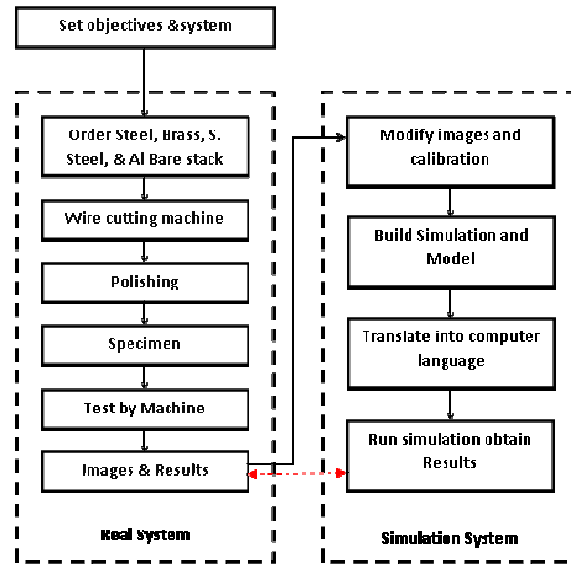 Set objectives &system
Order Steel, Brass, S.
Steel, & Al Bare stack
Wire cutting machine
Polishing
Specimen
Test by Machine
Images & Results
Real System
Modify images and
calibration
Build Simulation and
Model
Translate into computer
language
Run simulation obtain
Results
Simulation System